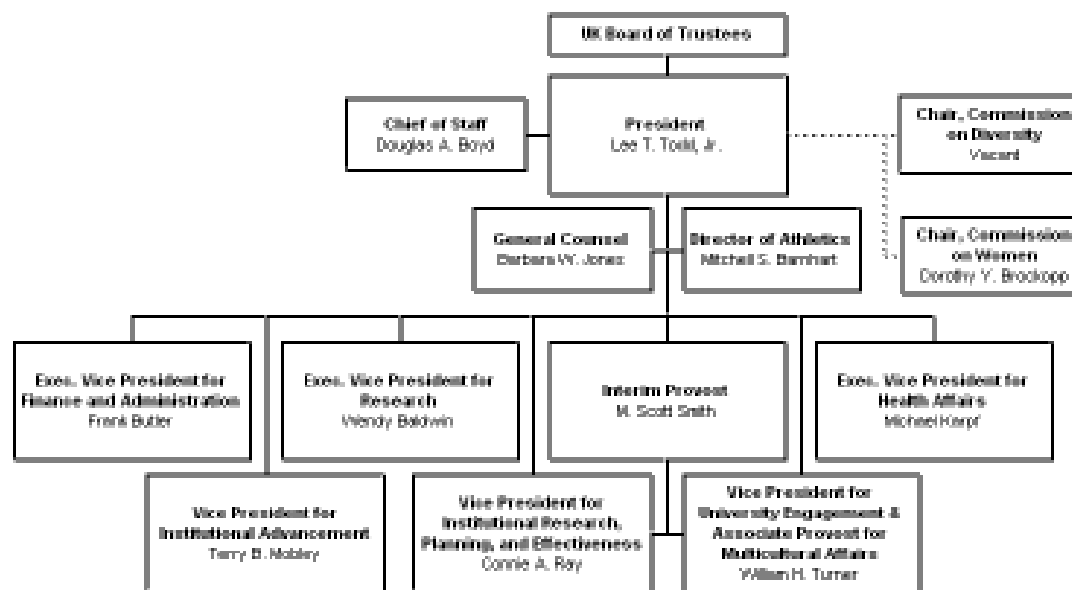 UK Board of Trustees
President
Lee T. Todd, Jr.
Chief of Staff
Douglas A. Boyd
Chair, Commission
on Diversity
Vacant
General Counsel
Barbara W. Jones
Director of Athletics
Mitchell S. Barnhart
Chair, Commission
on Women
Dorothy Y. Brockopp
Exec. Vice President for
Finance and Administration
Frank Butler
Exec. Vice President for
Research
Wendy Baldwin
Interim Provost
M. Scott Smith
Exec. Vice President for
Health Affairs
Michael Karpf
Vice President for
Institutional Advancement
Terry B. Mobley
Vice President for
Institutional Research,
Planning, and Effectiveness
Connie A. Ray
Vice President for
University Engagement &
Associate Provost for
Multicultural Affairs
William H. Turner